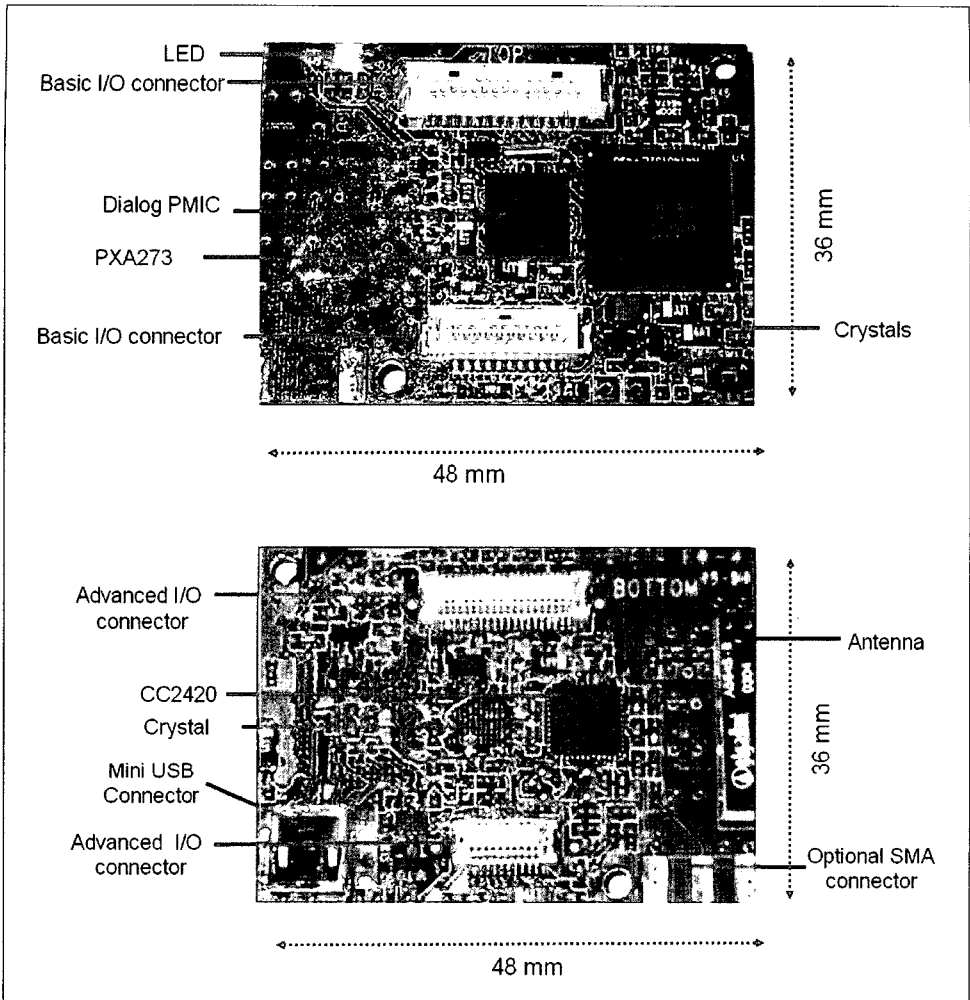 LED
TOP
Basic I/O connector
Dialog PMIC
PXA273
36 mm
Basic I/O connector
Crystals
48 mm
Advanced I/O
connector
BOTTOM
Antenna
CC2420
Crystal
36 mm
Mini USB
Connector
Advanced I/O
connector
Optional SMA
connector
48 mm